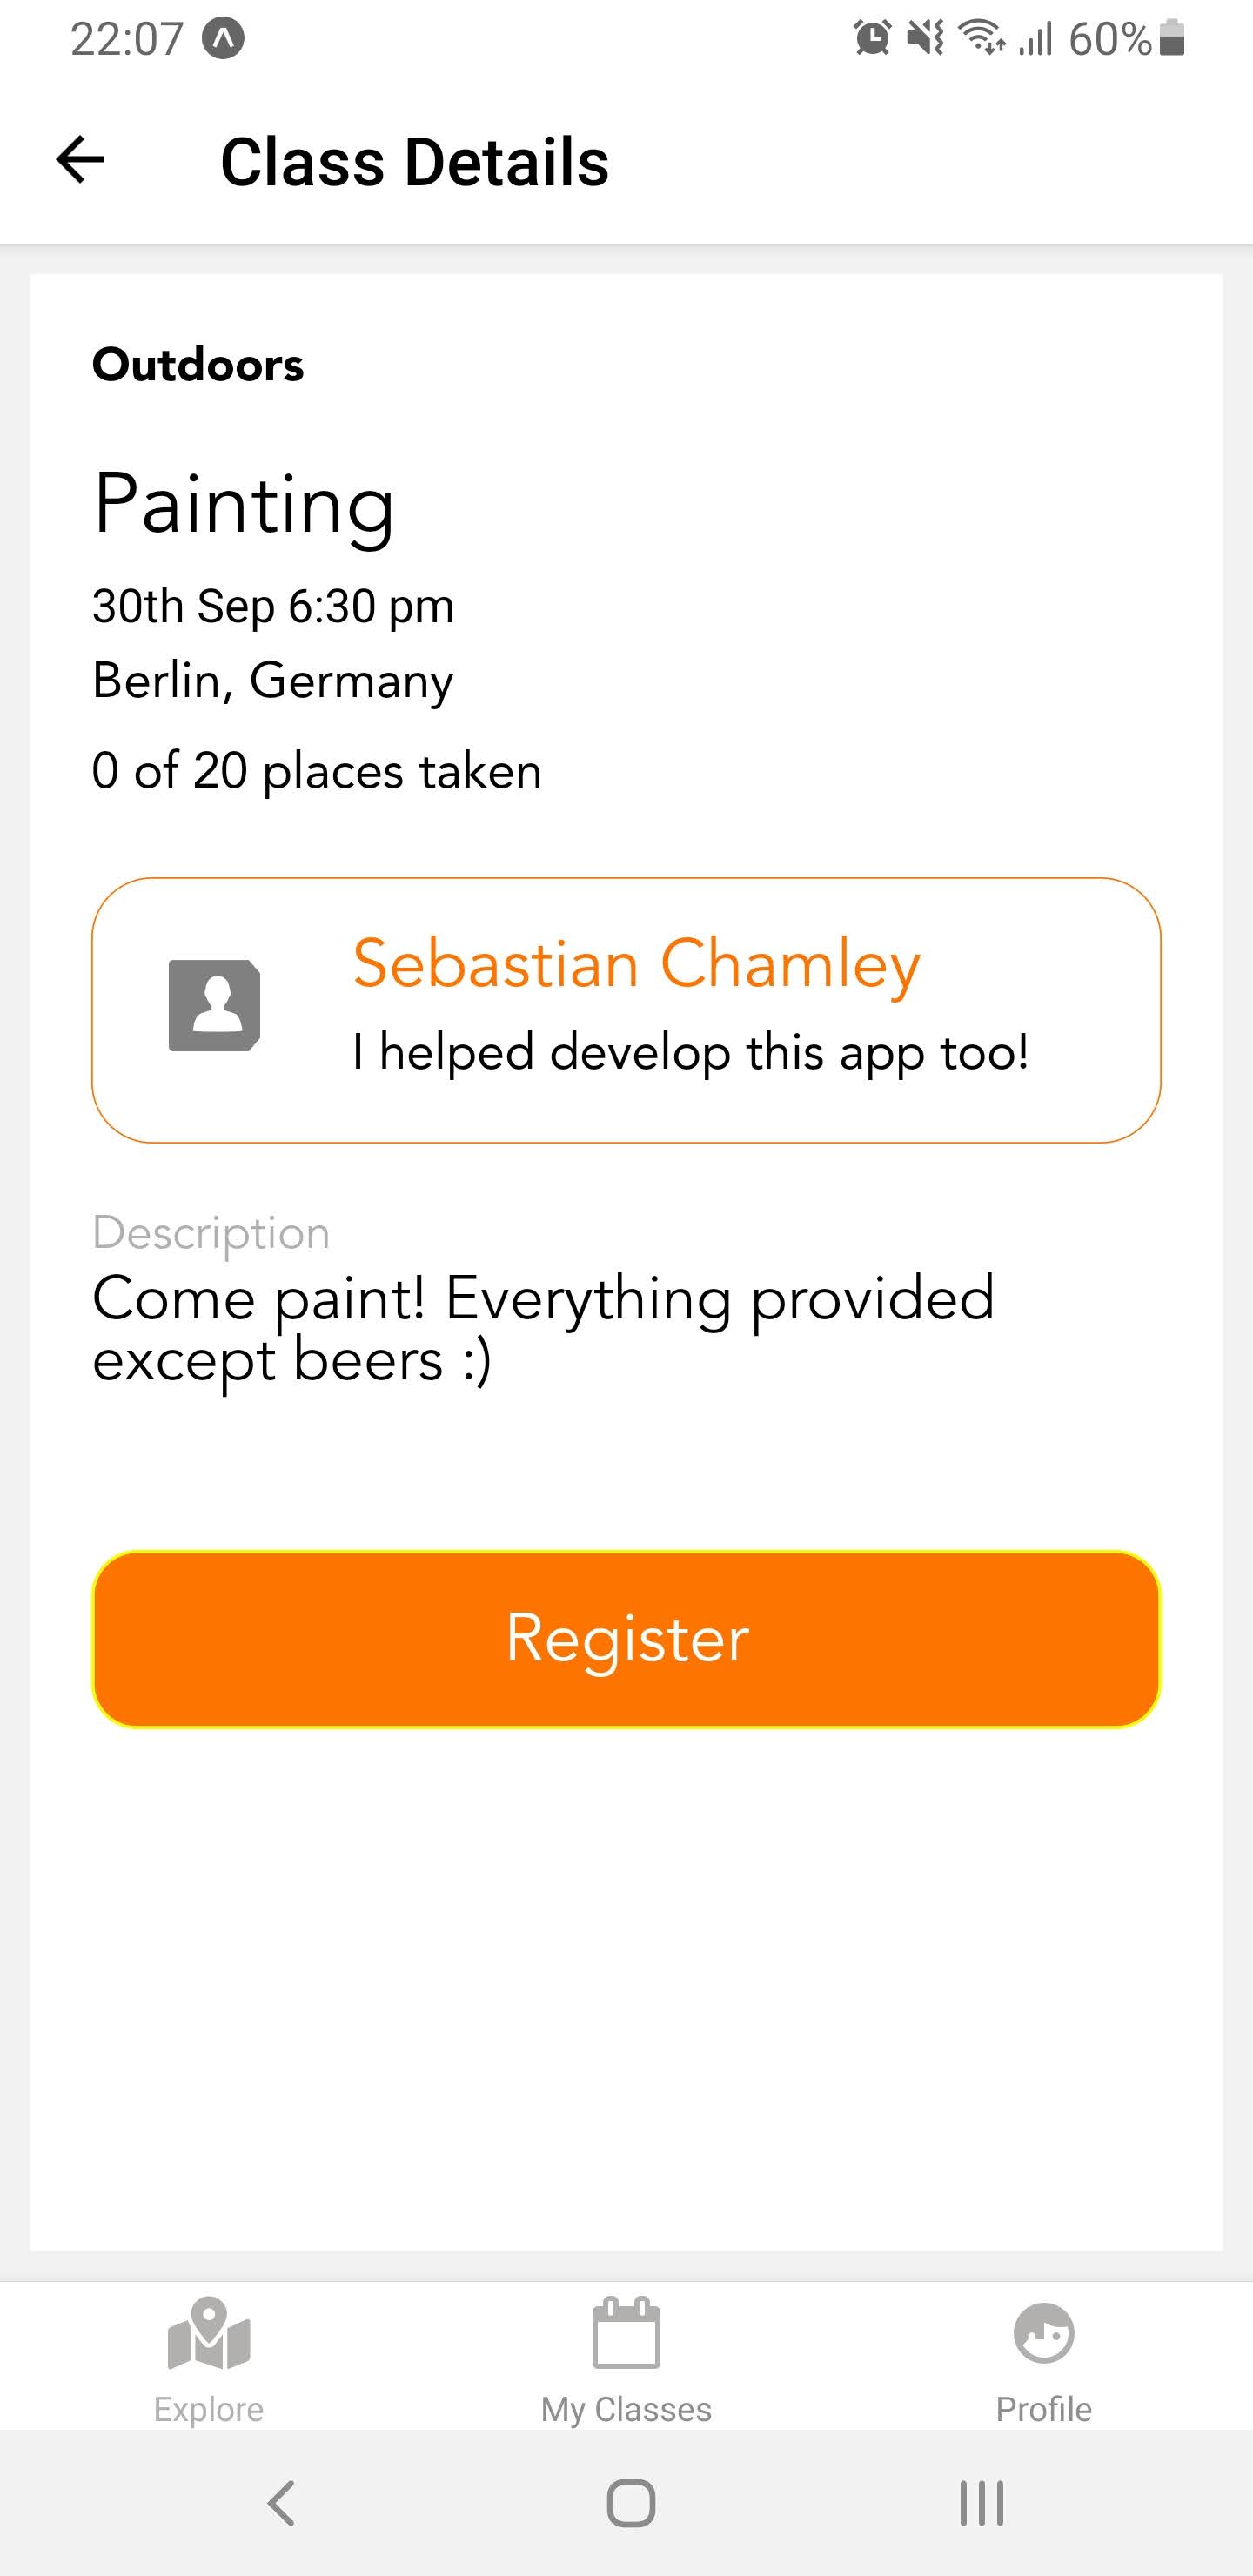 22:07
60%
Class Details
Outdoors
Painting
30th Sep 6:30 pm
Berlin, Germany
0 of 20 places taken
Sebastian Chamley
I helped develop this app too!
Description
Come paint! Everything provided
except beers :)
Register
Explore
My Classes
Profile